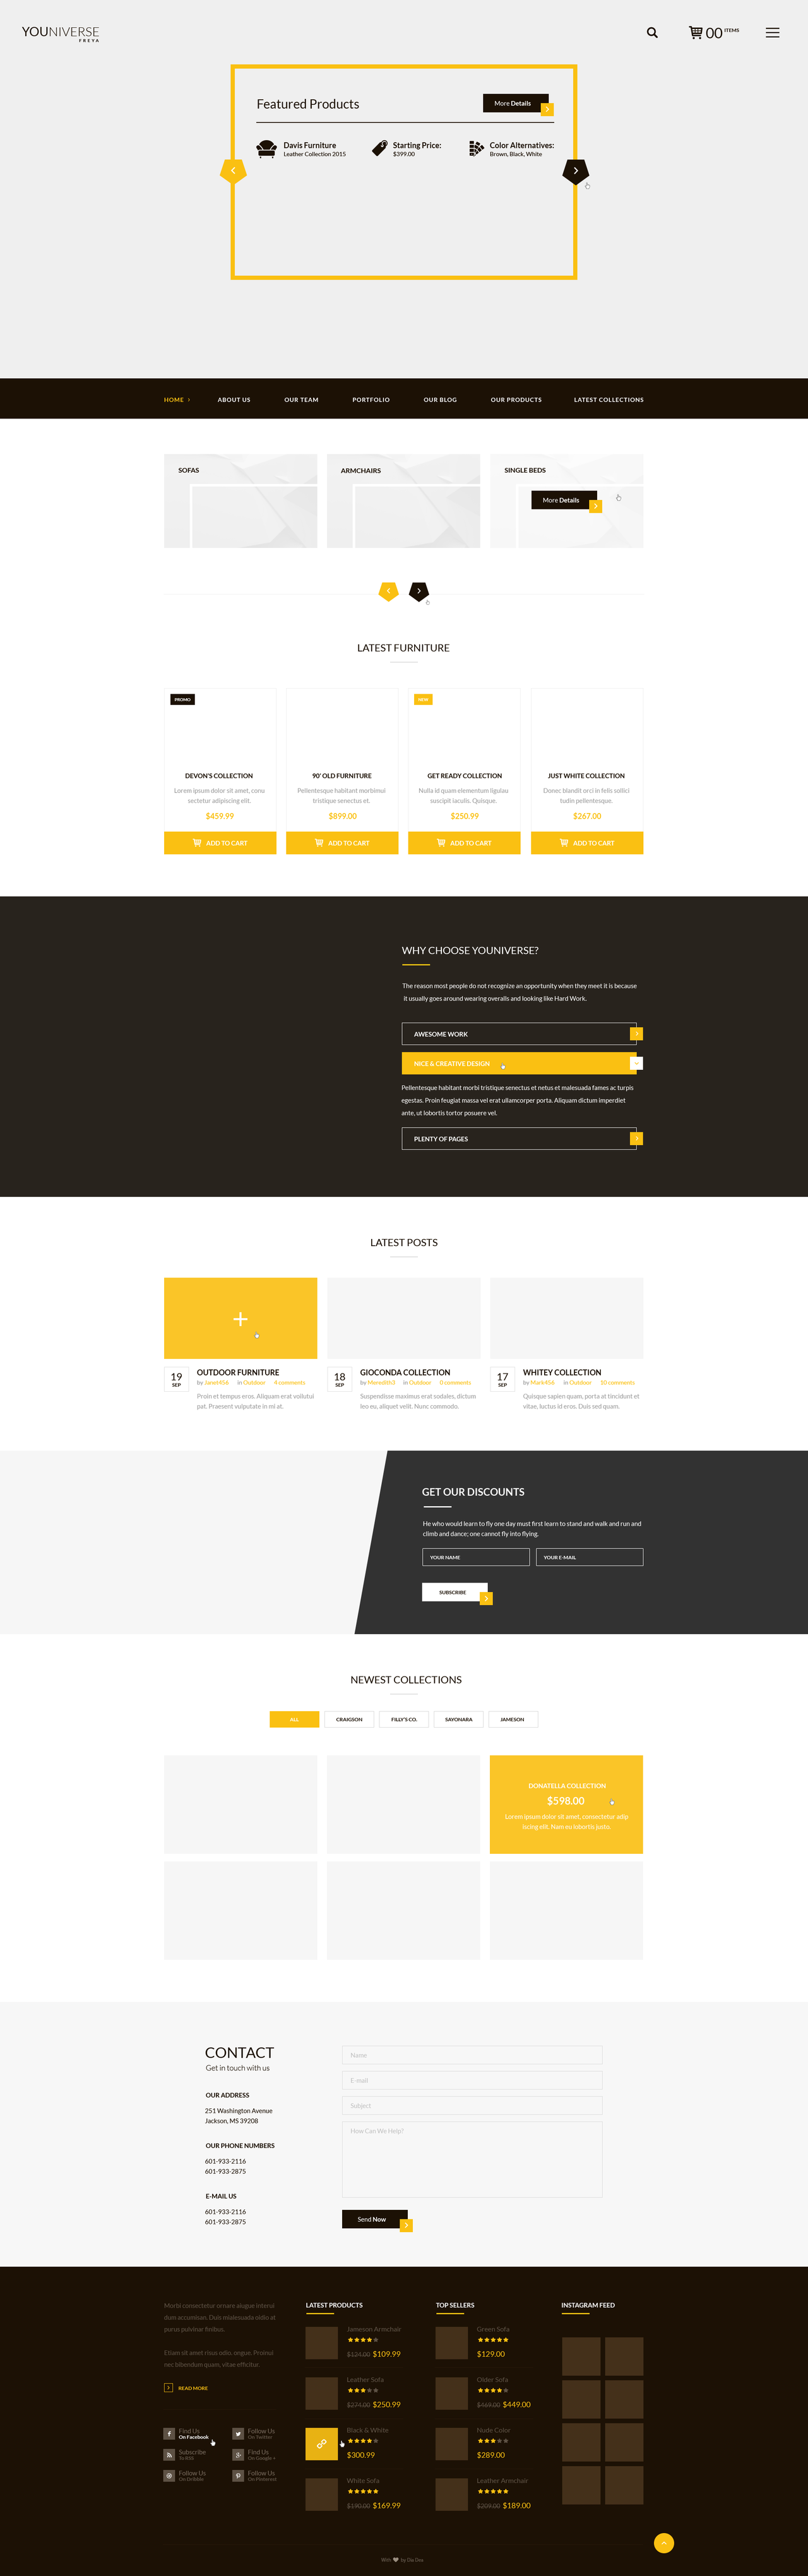 YOUNIVERSE
FREYA
00 ITEMS
Featured Products
More Details
Davis Furniture
Leather Collection 2015
Starting Price:
$399.00
Color Alternatives:
Brown, Black, White
HOME
ABOUT US
OUR TEAM
PORTFOLIO
OUR BLOG
OUR PRODUCTS
LATEST COLLECTIONS
SOFAS
ARMCHAIRS
SINGLE BEDS
More Details
LATEST FURNITURE
PROMO
DEVON'S COLLECTION
Lorem ipsum dolor sit amet, conu
sectetur adipiscing elit.
$459.99
ADD TO CART
90' OLD FURNITURE
Pellentesque habitant morbimui
tristique senectus et.
$899.00
ADD TO CART
NEW
GET READY COLLECTION
Nulla id quam elementum ligulau
suscipit iaculis. Quisque.
$250.99
ADD TO CART
JUST WHITE COLLECTION
Donec blandit orci in felis sollici
tudin pellentesque.
$267.00
ADD TO CART
WHY CHOOSE YOUNIVERSE?
The reason most people do not recognize an opportunity when they meet it is because
it usually goes around wearing overalls and looking like Hard Work.
AWESOME WORK
NICE & CREATIVE DESIGN
Pellentesque habitant morbi tristique senectus et netus et malesuada fames ac turpis
egestas. Proin feugiat massa vel erat ullamcorper porta. Aliquam dictum imperdiet
ante, ut lobortis tortor posuere vel.
PLENTY OF PAGES
LATEST POSTS
19
SEP
OUTDOOR FURNITURE
by Janet456 in Outdoor 4 comments
Proin et tempus eros. Aliquam erat volutul
pat. Praesent vulputate in mi at.
18
SEP
GIOCONDA COLLECTION
by Meredith3 in Outdoor 0 comments
Suspendisse maximus erat sodales, dictum
leo eu, aliquet velit. Nunc commodo.
17
SEP
WHITEY COLLECTION
by Mark456 in Outdoor 10 comments
Quisque sapien quam, porta at tincidunt et
vitae, luctus id eros. Duis sed quam.
GET OUR DISCOUNTS
He who would learn to fly one day must first learn to stand and walk and run and
climb and dance; one cannot fly into flying.
YOUR NAME
YOUR E-MAIL
SUBSCRIBE
NEWEST COLLECTIONS
ALL
CRAIGSON
FILLY'S CO.
SAYONARA
JAMESON
DONATELLA COLLECTION
$598.00
Lorem ipsum dolor sit amet, consectetur adip
iscing elit. Nam eu lobortis justo.
CONTACT
Get in touch with us
OUR ADDRESS
251 Washington Avenue
Jackson, MS 39208
OUR PHONE NUMBERS
601-933-2116
601-933-2875
E-MAIL US
601-933-2116
601-933-2875
Name
E-mail
Subject
How Can We Help?
Send Now
Morbi consectetur ornare augue interui
dum accumsan. Duis malesuada odio at
purus pulvinar finibus.
Etiam sit amet risus odio. ongue. Proinui
nec bibendum quam, vitae efficitur.
READ MORE
Find Us
On Facebook
Follow Us
On Twitter
Subscribe
To RSS
Find Us
On Google +
Follow Us
On Dribble
Follow Us
On Pinterest
LATEST PRODUCTS
Jameson Armchair
$124.00 $109.99
Leather Sofa
$274.00 $250.99
Black & White
$300.99
White Sofa
$190.00 $169.99
TOP SELLERS
Green Sofa
$129.00
Older Sofa
$469.00 $449.00
Nude Color
$289.00
Leather Armchair
$209.00 $189.00
INSTAGRAM FEED